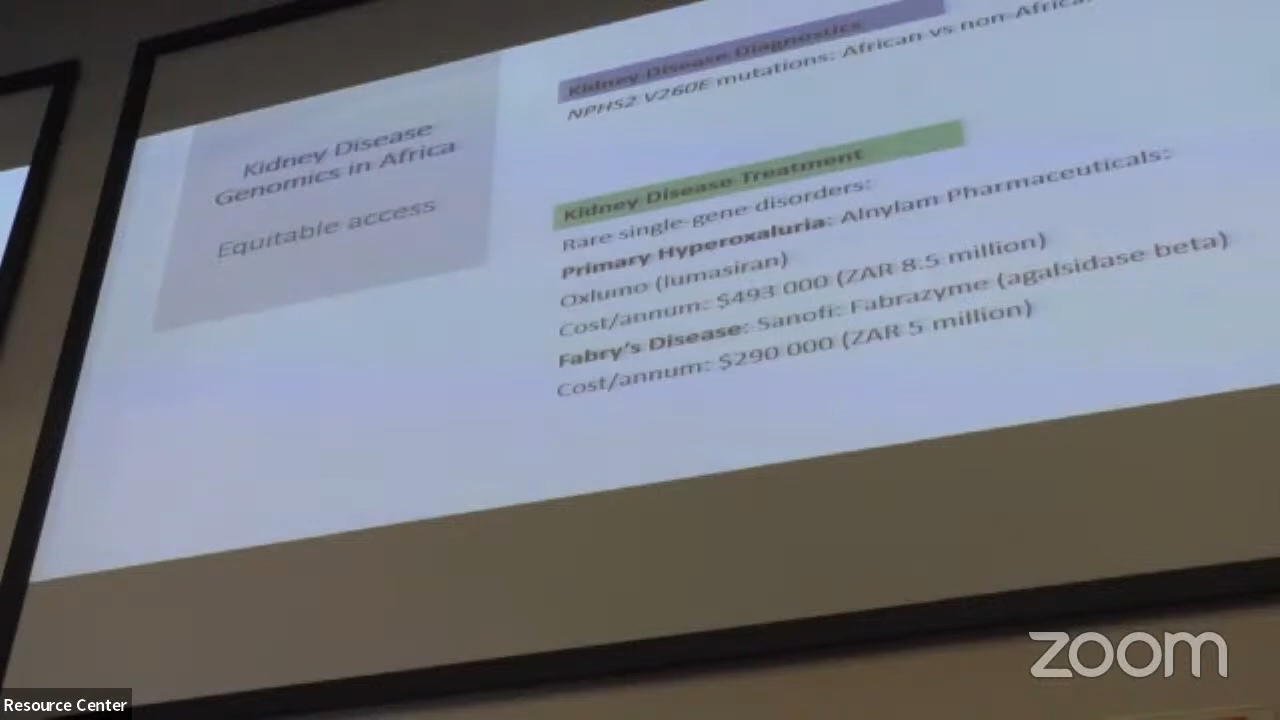 Kidney Disease
Genomics in Africa
Equitable access
Kidney Disease Diagnostics
NPHS2 V260E mutations: African vs non-African
Kidney Disease Treatment
Rare single-gene disorders:
Primary Hyperoxaluria: Alnylam Pharmaceuticals:
Oxlumo (lumasiran)
Cost/annum: $493 000 (ZAR 8.5 million)
Fabry's Disease: Sanofi: Fabrazyme (agalsidase beta)
Cost/annum: $290 000 (ZAR 5 million)
zoom
Resource Center